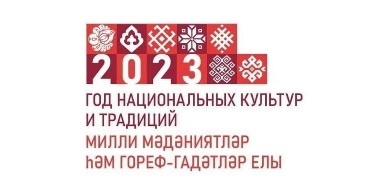 2023
ГОД НАЦИОНАЛЬНЫХ КУЛЬТУР
И ТРАДИЦИЙ
МИЛЛИ МӘДӘНИЯТЛӘР
ҺӘМ ГОРЕФ-ГАДӘТЛӘР ЕЛЫ